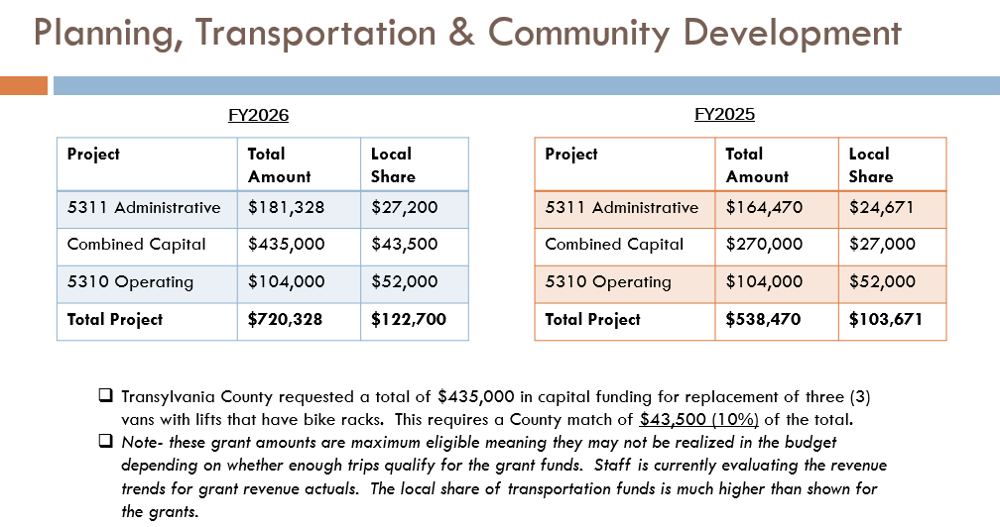 Planning, Transportation & Community Development
FY2026
Project Total Amount Local Share
5311 Administrative $181,328 $27,200
Combined Capital $435,000 $43,500
5310 Operating $104,000 $52,000
Total Project $720,328 $122,700
FY2025
Project Total Amount Local Share
5311 Administrative $164,470 $24,671
Combined Capital $270,000 $27,000
5310 Operating $104,000 $52,000
Total Project $538,470 $103,671
❑ Transylvania County requested a total of $435,000 in capital funding for replacement of three (3)
vans with lifts that have bike racks. This requires a County match of $43,500 (10%) of the total.
❑ Note- these grant amounts are maximum eligible meaning they may not be realized in the budget
depending on whether enough trips qualify for the grant funds. Staff is currently evaluating the revenue
trends for grant revenue actuals. The local share of transportation funds is much higher than shown for
the grants.